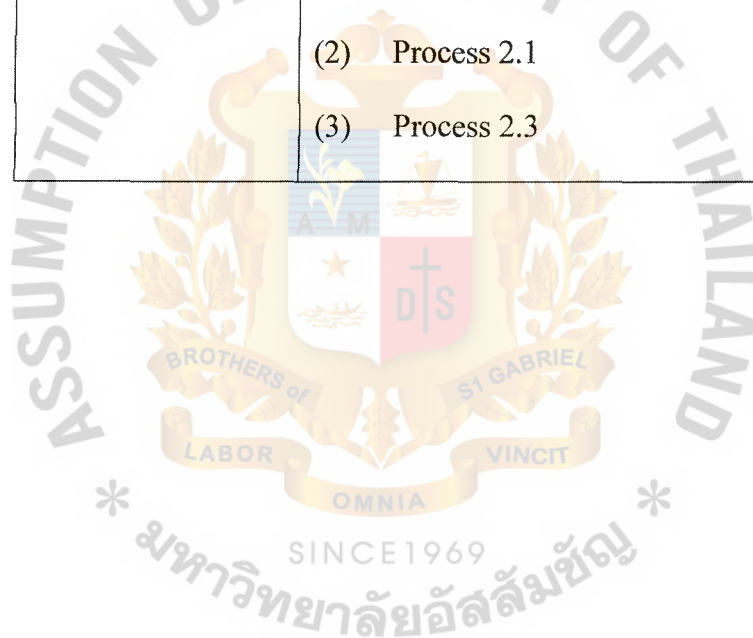 OF
(2) Process 2.1
(3) Process 2.3
ASSUMPTION
THAILAND
A M
D S
BROTHERS of
ST GABRIEL
LABOR
VINCIT
OMNIA
SINCE1969
* มหาวิทยาลัยอัสสัมชัญ *